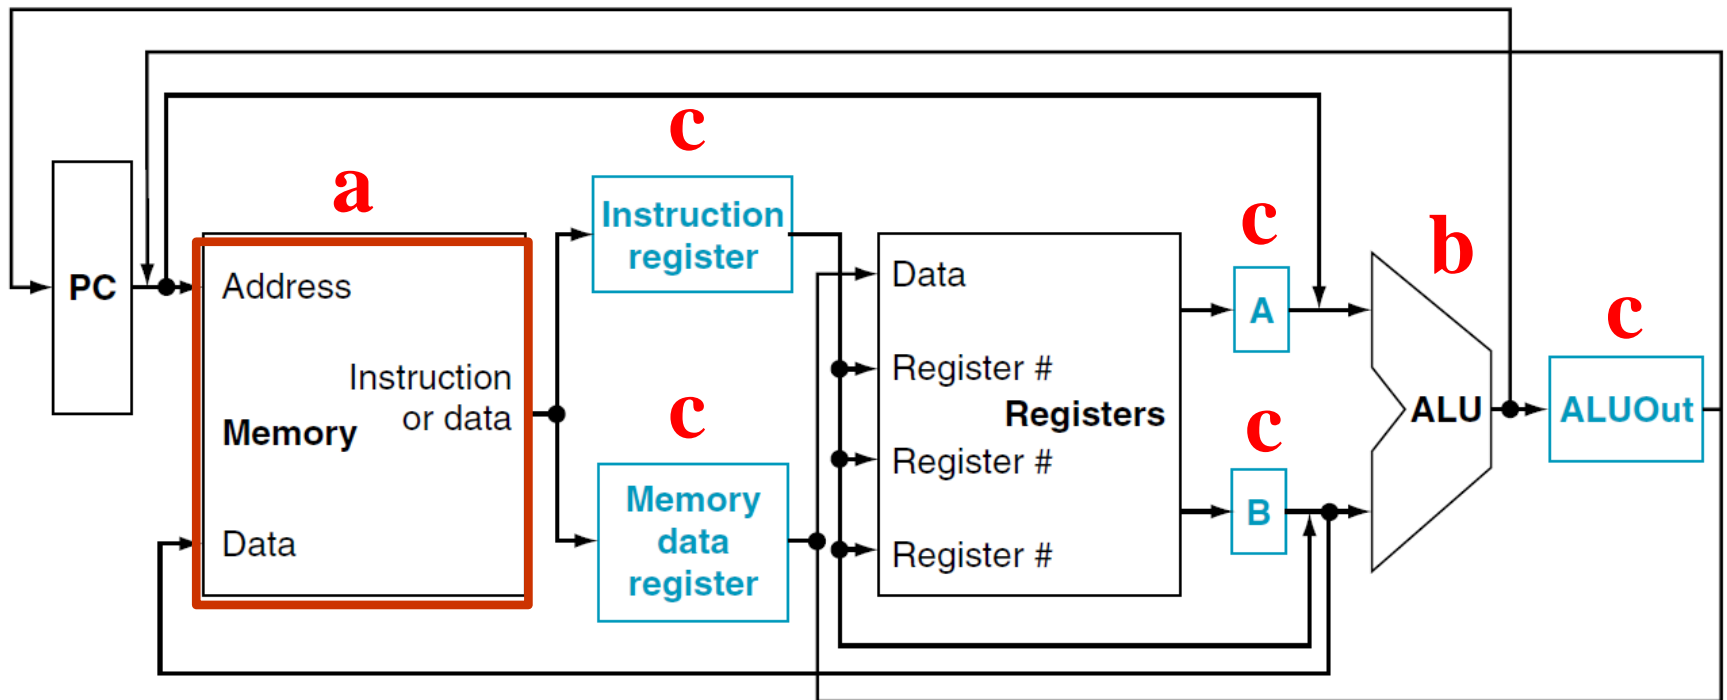 c
a
Instruction
register
c
b
PC
Address
Data
A
c
Instruction
or data
Memory
Register #
Registers
ALU
ALUOut
c
c
Register #
Memory
data
register
B
Data
Register #